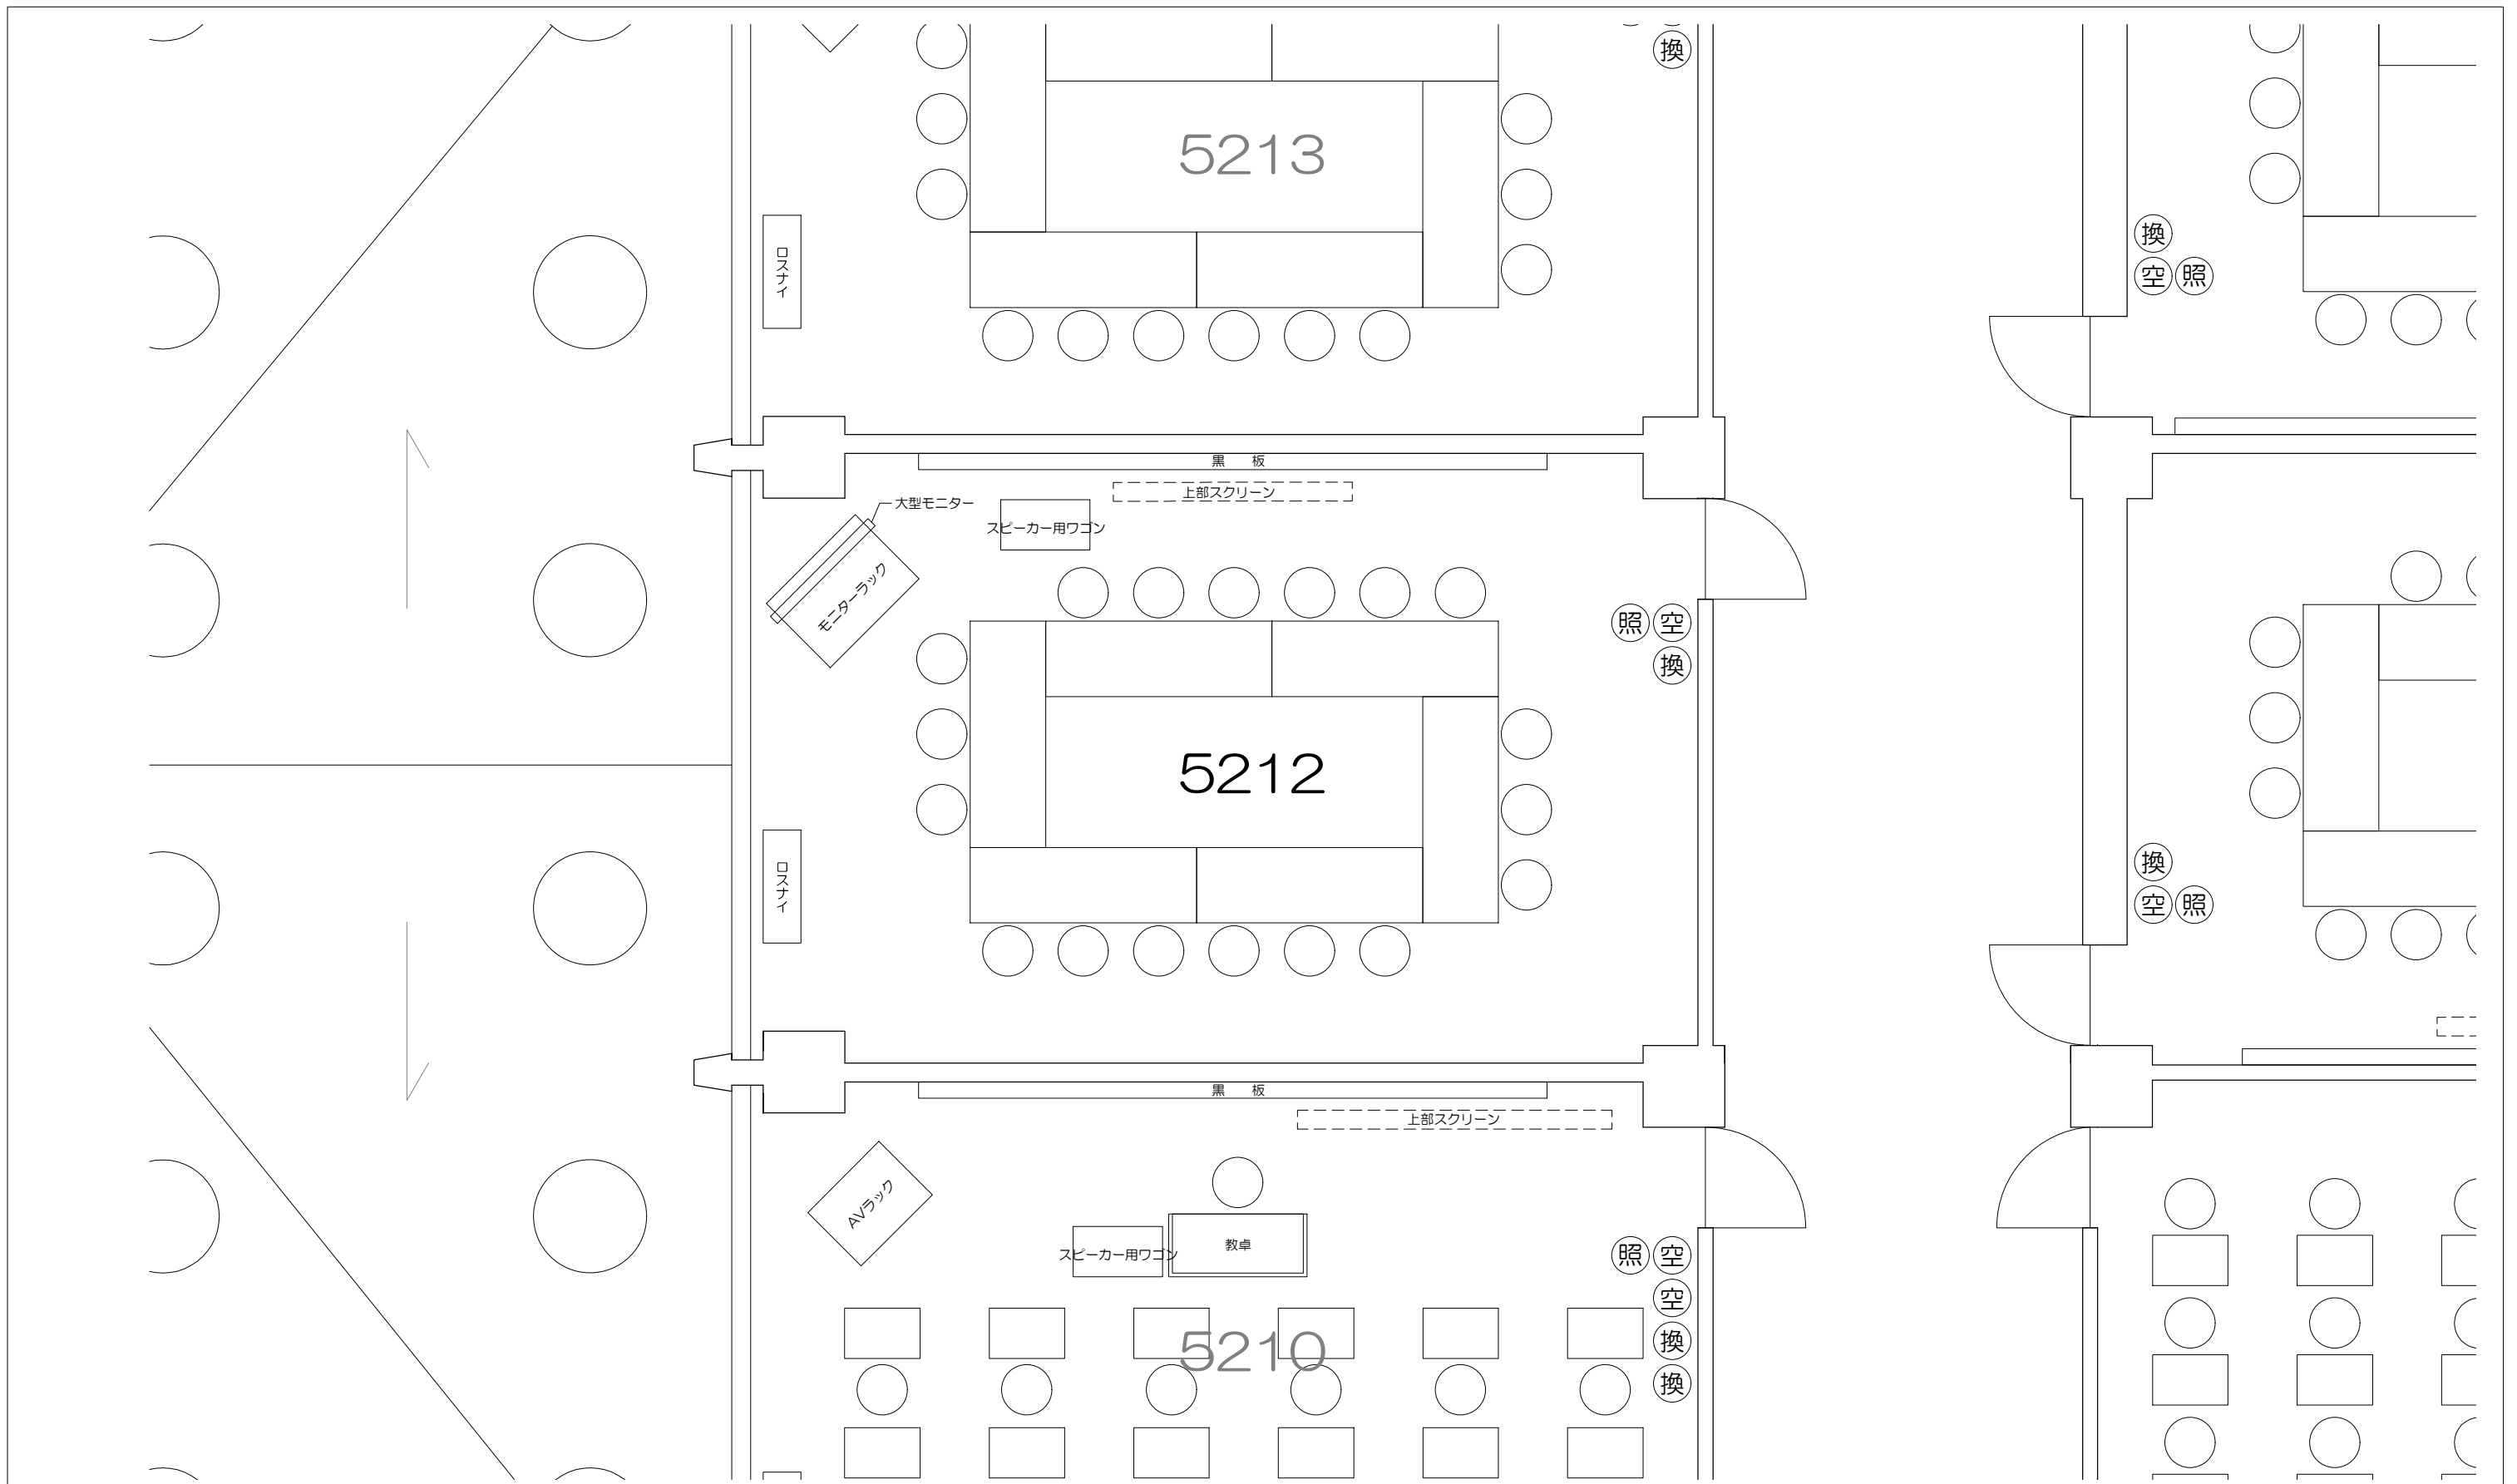 換
5213
換
空 照
ロスナイ
黒 板
上部スクリーン
大型モニター
スピーカー用ワゴン
モニターラック
照 空
換
5212
換
空 照
ロスナイ
黒 板
上部スクリーン
AVラック
スピーカー用ワゴン
教卓
照 空
空
換
換
5210